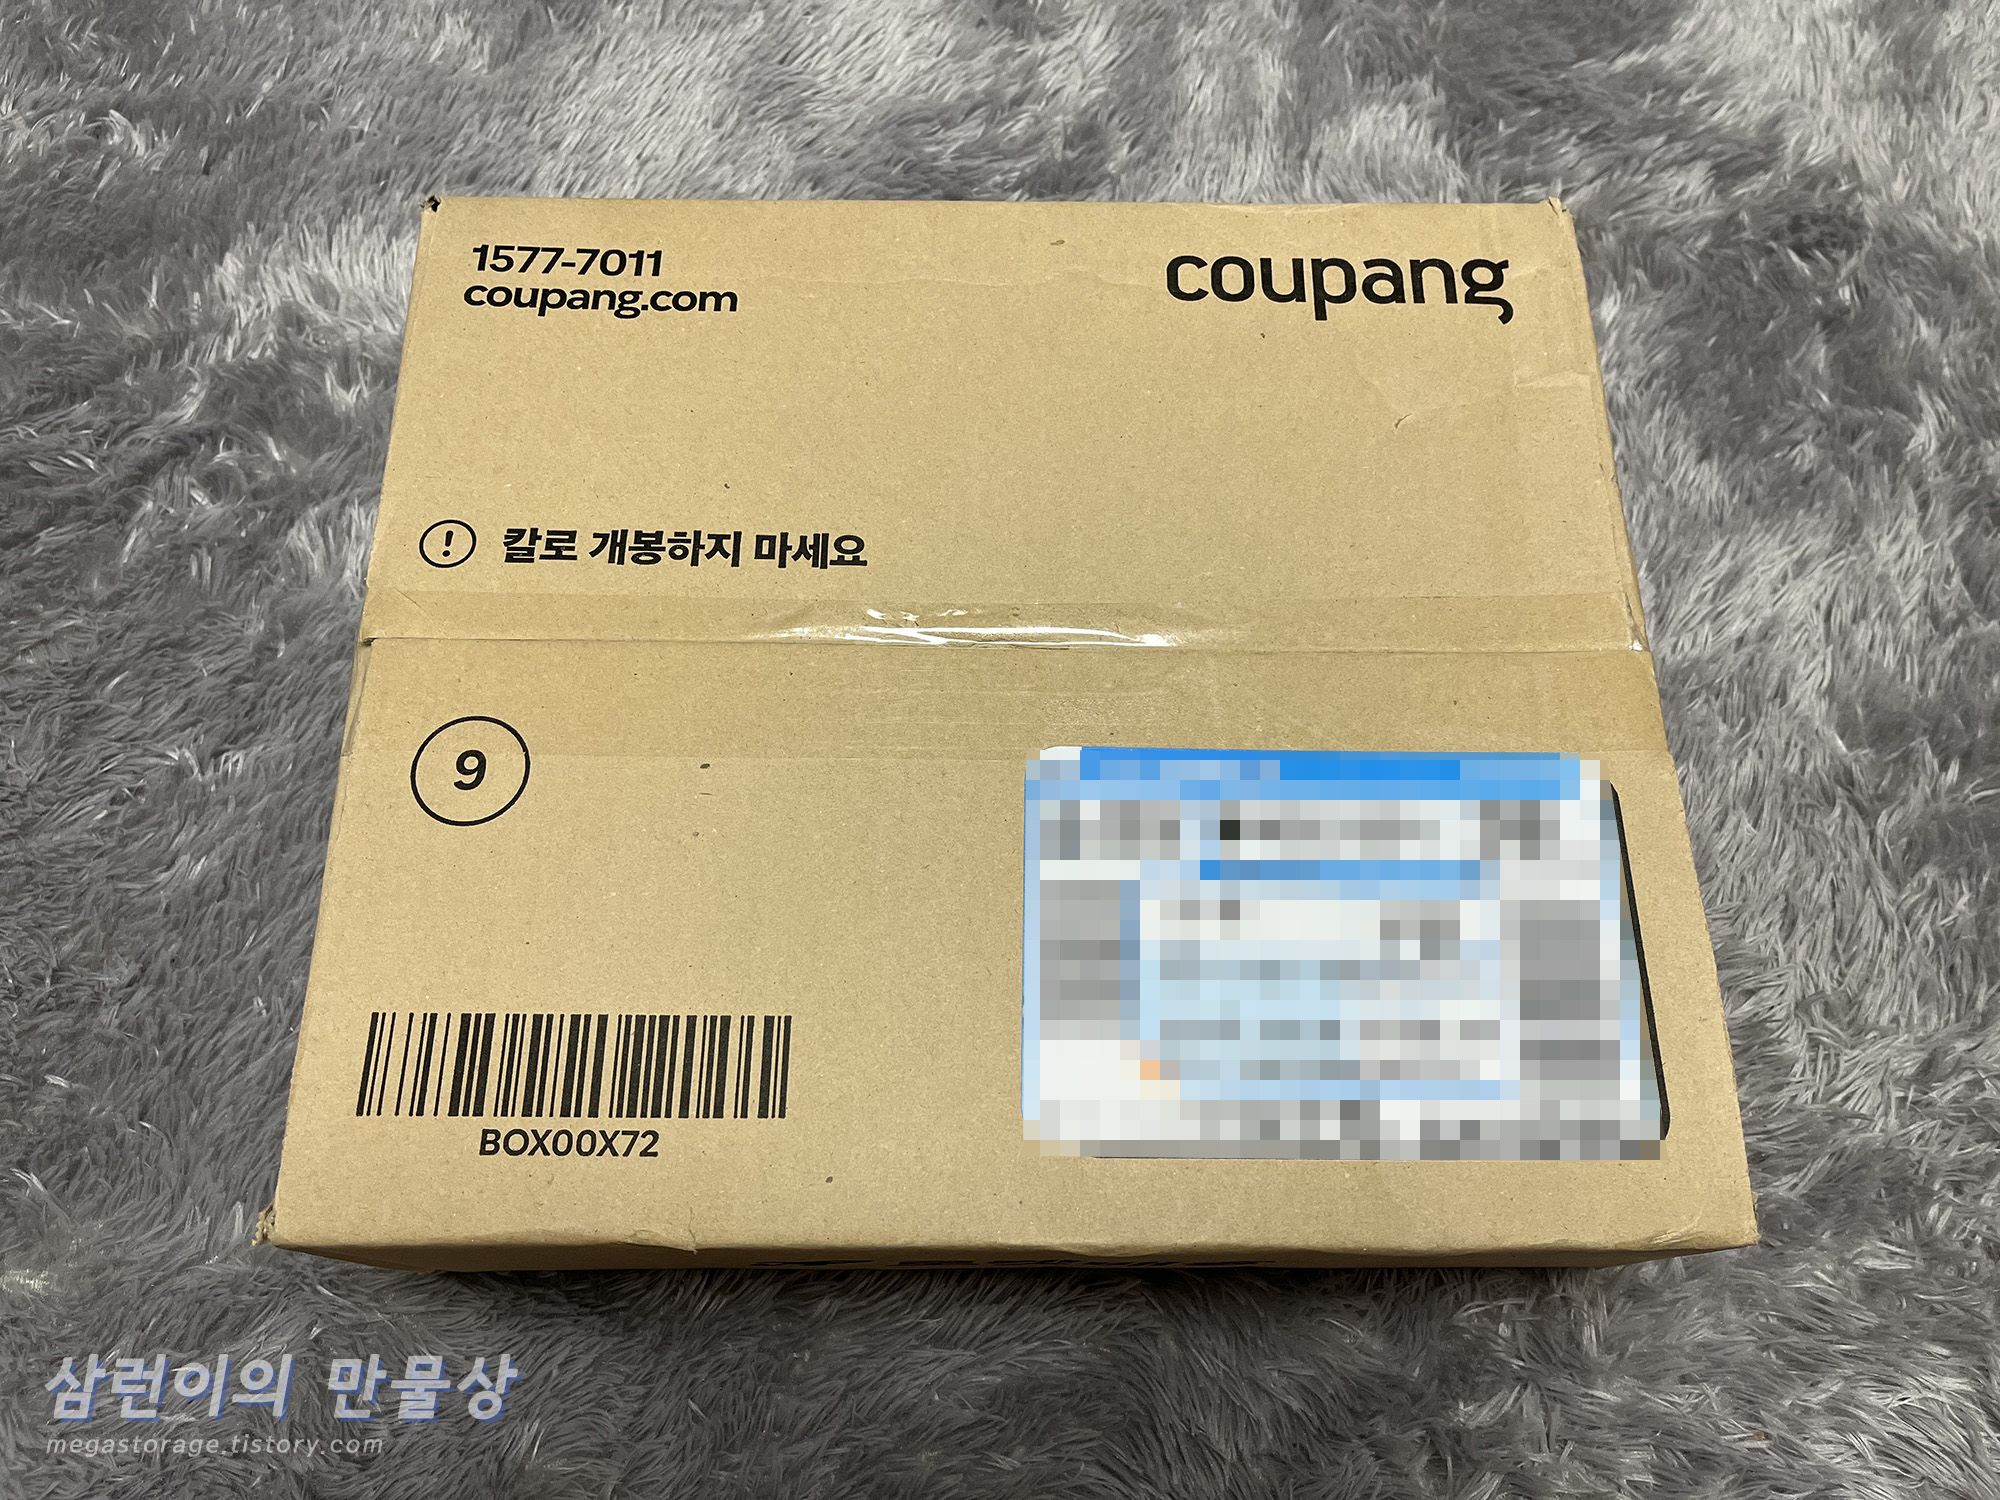 1577-7011
coupang.com
coupang
칼로 개봉하지 마세요
9
BOX00X72
삼런이의 만물상
megastorage.tistory.com